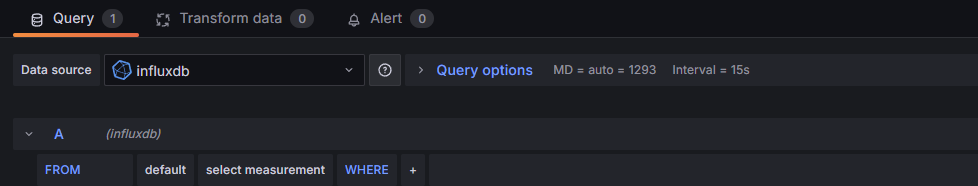 Query 1 Transform data 0 Alert 0
Data source influxdb Query options MD = auto = 1293 Interval = 15s
A (influxdb)
FROM default select measurement WHERE +